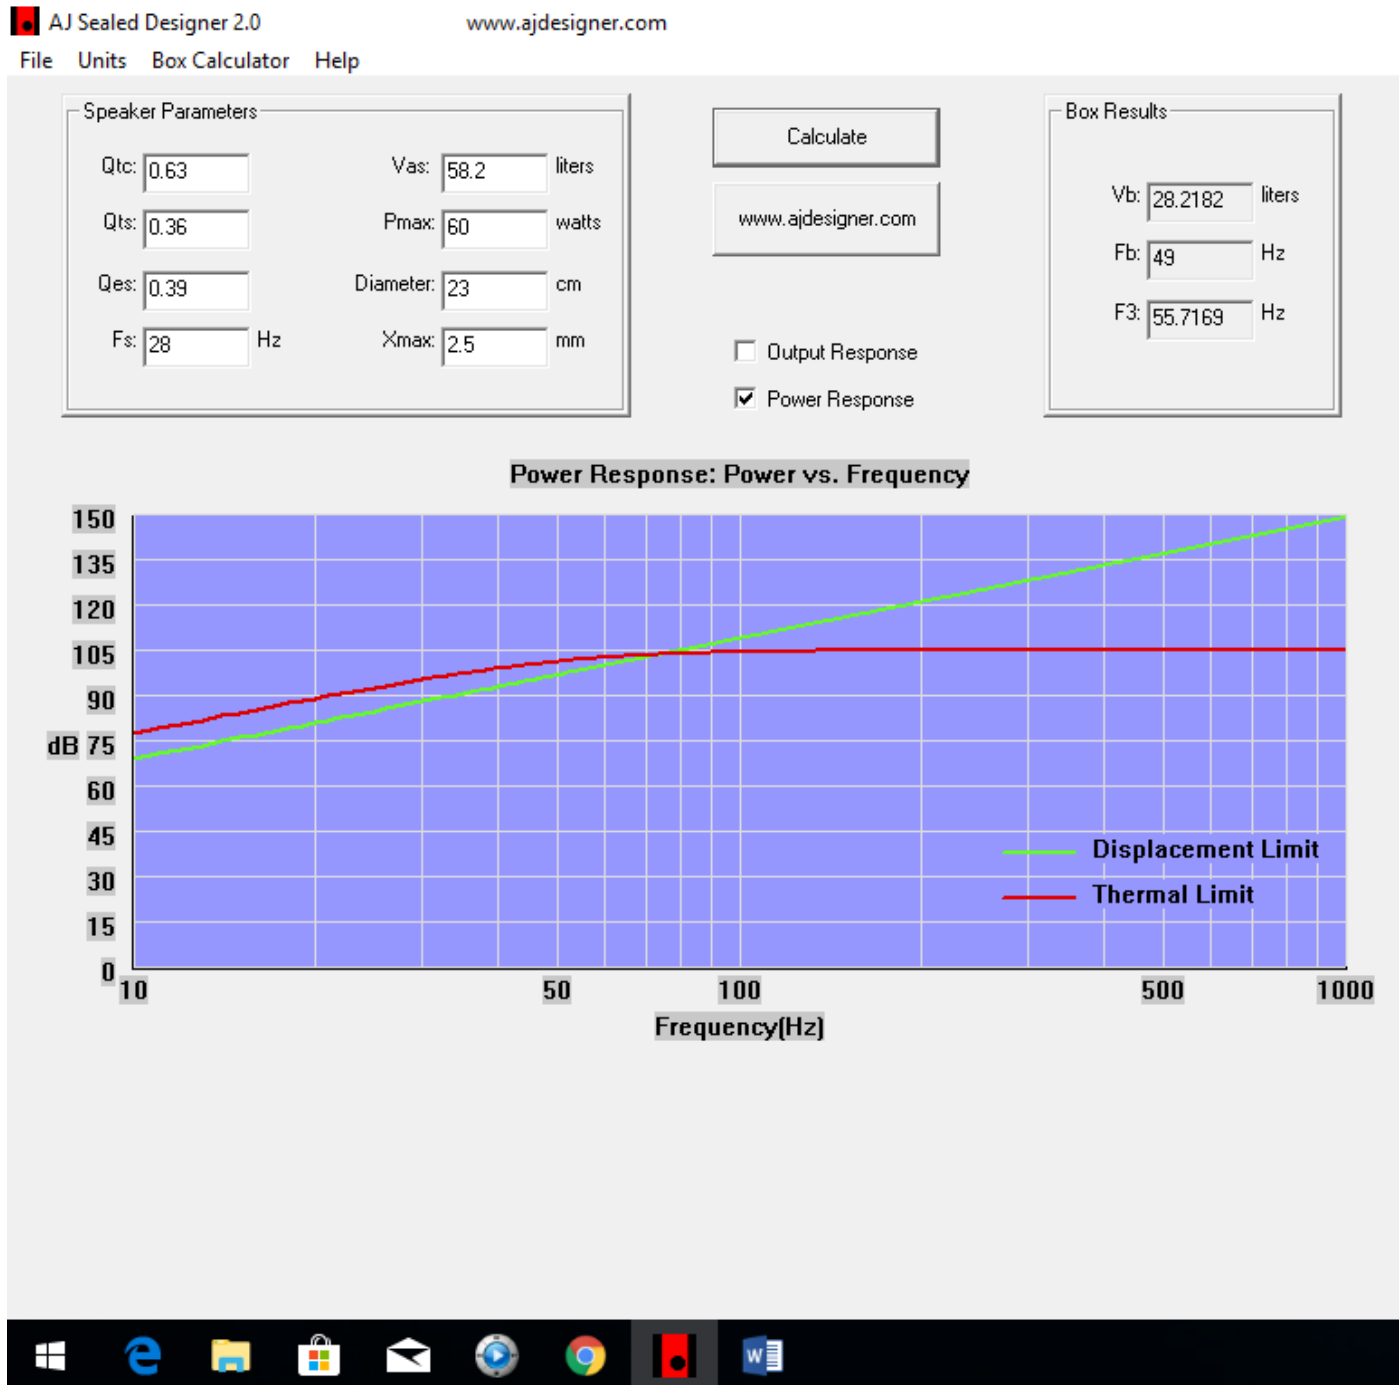 AJ Sealed Designer 2.0 www.ajdesigner.com
File Units Box Calculator Help
Speaker Parameters
Qtc: 0.63 Vas: 58.2 liters
Qts: 0.36 Pmax: 60 watts
Qes: 0.39 Diameter: 23 cm
Fs: 28 Hz Xmax: 2.5 mm
Calculate
www.ajdesigner.com
Output Response
Power Response
Box Results
Vb: 28.2182 liters
Fb: 49 Hz
F3: 55.7169 Hz
Power Response: Power vs. Frequency
150
135
120
105
90
dB 75
60
45
30
15
0
Displacement Limit
Thermal Limit
10 50 100 500 1000
Frequency(Hz)